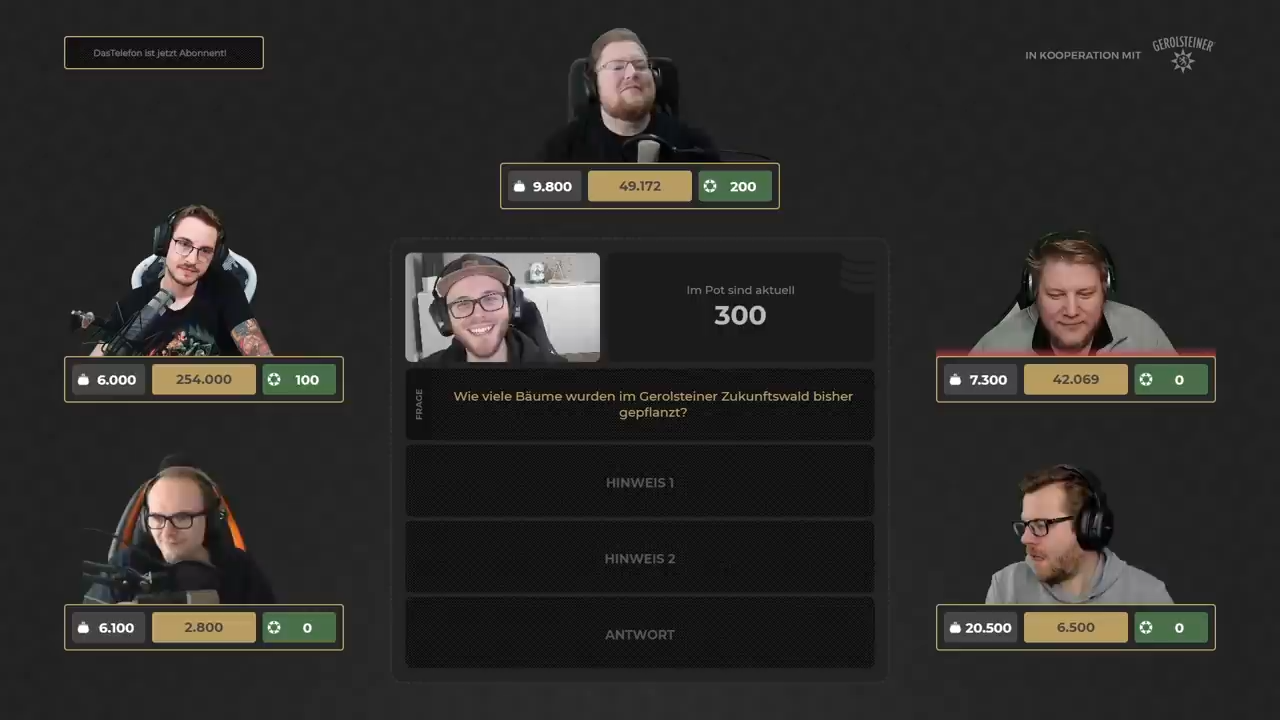 DasTelefon ist jetzt Abonnent!
IN KOOPERATION MIT
GEROLSTEINER
9.800
49.172
200
6.000
254.000
100
Im Pot sind aktuell
300
7.300
42.069
0
FRAGE
Wie viele Bäume wurden im Gerolsteiner Zukunftswald bisher
gepflanzt?
HINWEIS 1
HINWEIS 2
ANTWORT
6.100
2.800
0
20.500
6.500
0